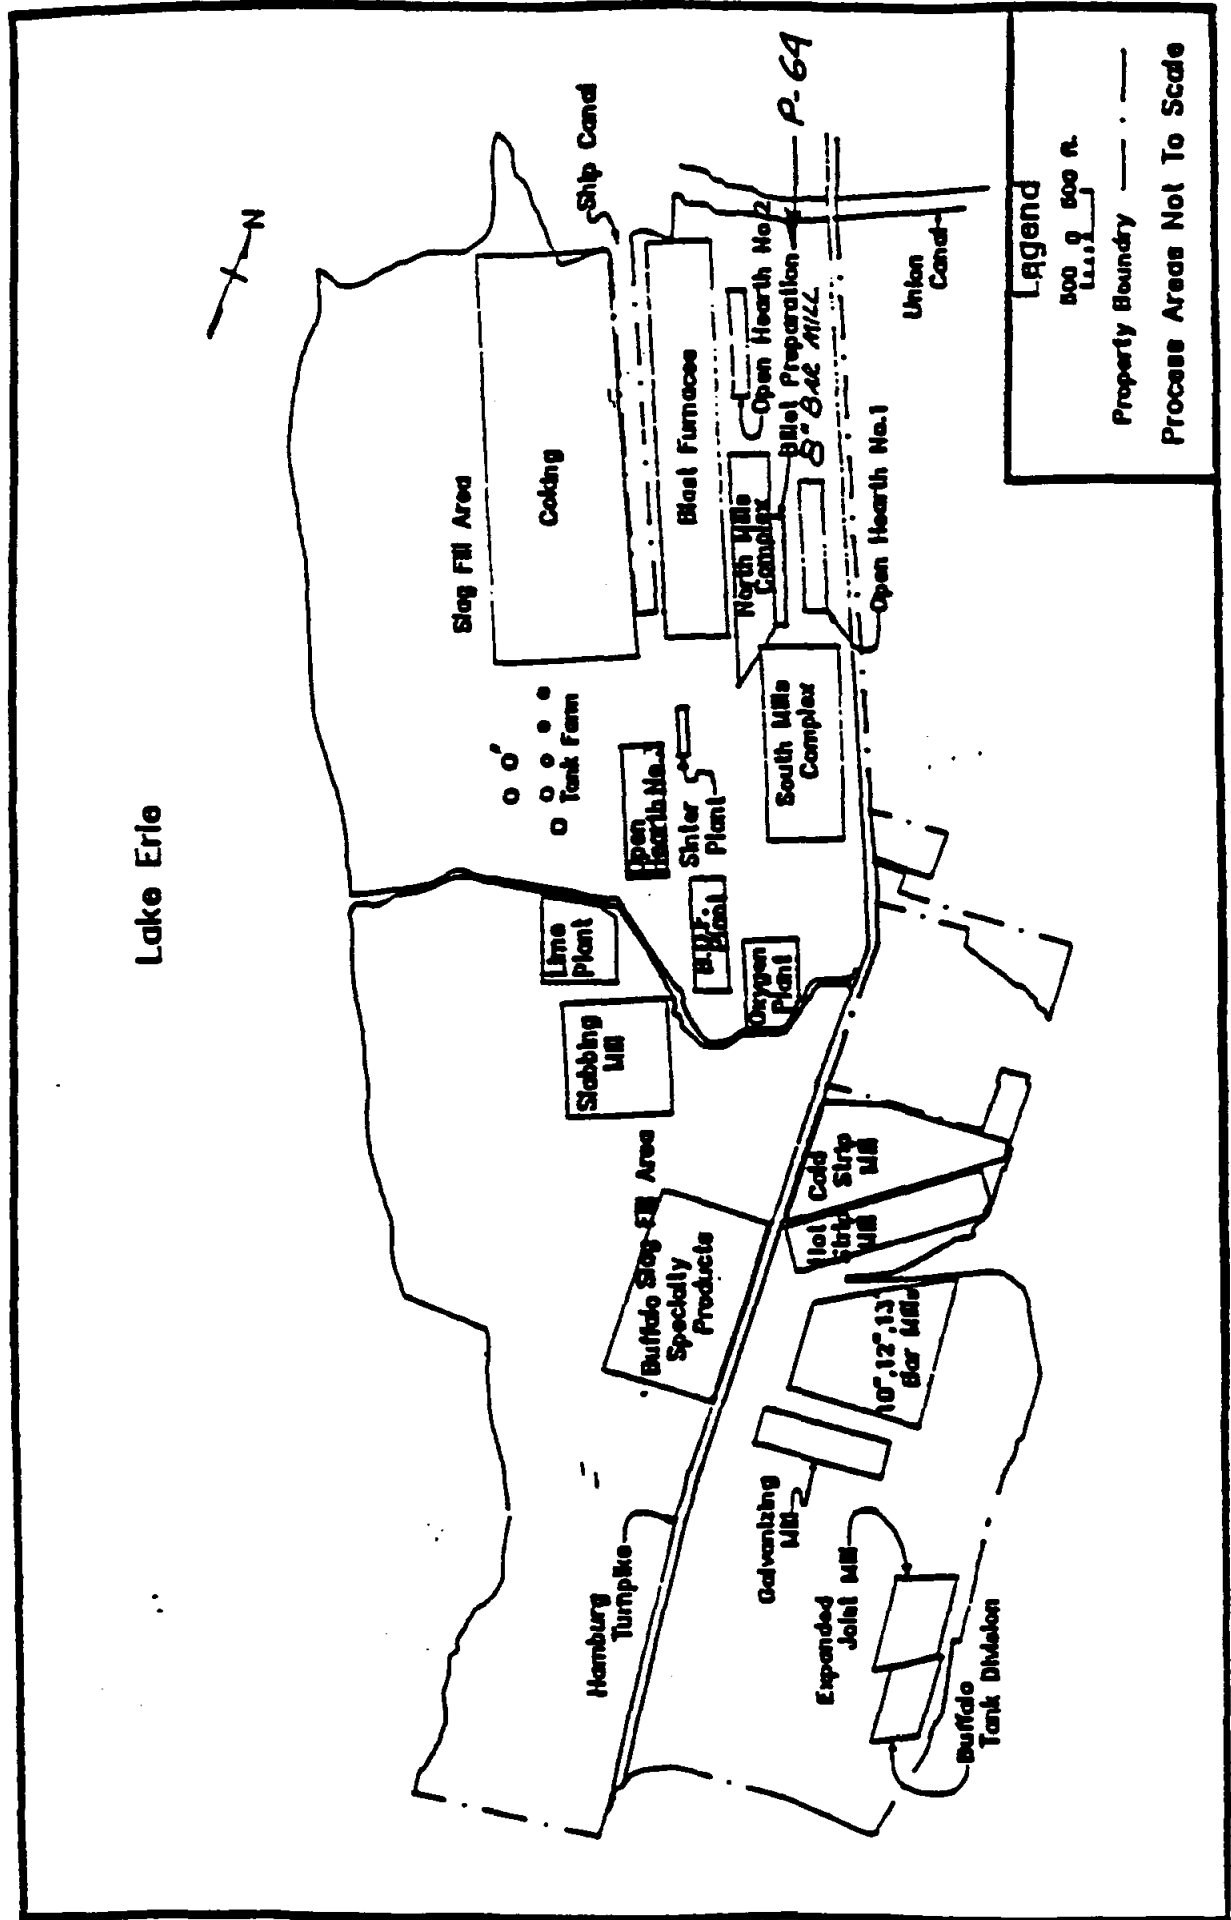 Lake Erie
N
Slag Fill Area
Coking
Ship Canal
Blast Furnaces
Open Hearth No.2
Billet Preparation
8" BAR MILL
P-64
North Mills
Complex
Union
Canal
Open Hearth No.1
South Mills
Complex
Tank Farm
Open
Hearth No.3
Sinter
Plant
Lime
Plant
B.O.F.
Plant
Oxygen
Plant
Slabbing
Mill
Buffalo Slag Fill Area
Specialty
Products
Cold
Strip
Mill
Hot
Strip
Mill
10",12",13"
Bar Mills
Galvanizing
Mill
Hamburg
Turnpike
Expanded
Joist Mill
Buffalo
Tank Division
Legend
500 0 500 ft.
Property Boundry
Process Areas Not To Scale